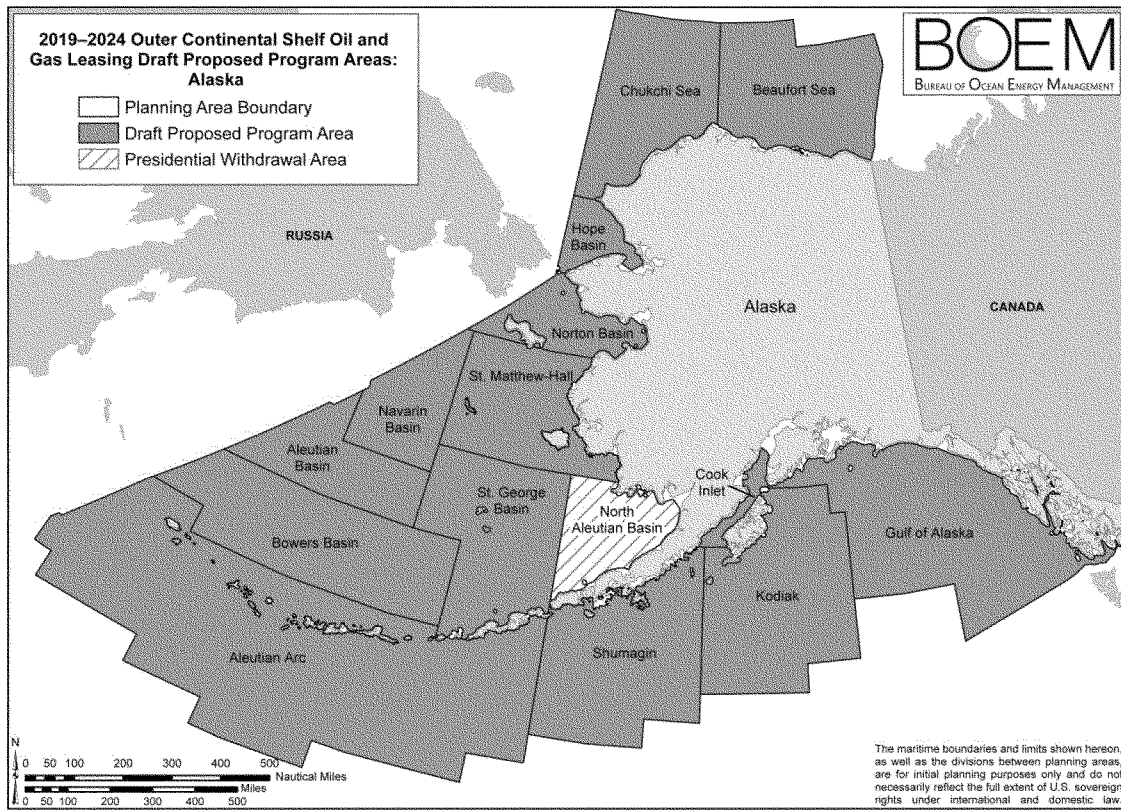 2019–2024 Outer Continental Shelf Oil and
Gas Leasing Draft Proposed Program Areas:
Alaska
Planning Area Boundary
Draft Proposed Program Area
Presidential Withdrawal Area
BOEM
BUREAU OF OCEAN ENERGY MANAGEMENT
Chukchi Sea
Beaufort Sea
RUSSIA
Hope
Basin
Alaska
CANADA
Norton Basin
St. Matthew-Hall
Navarin
Basin
Aleutian
Basin
St. George
Basin
Cook
Inlet
North
Aleutian Basin
Gulf of Alaska
Bowers Basin
Kodiak
Aleutian Arc
Shumagin
N
0 100 200 300 400 500
Nautical Miles
Miles
0 100 200 300 400 500
The maritime boundaries and limits shown hereon,
as well as the divisions between planning areas,
are for initial planning purposes only and do not
necessarily reflect the full extent of U.S. sovereign
rights under international and domestic law.